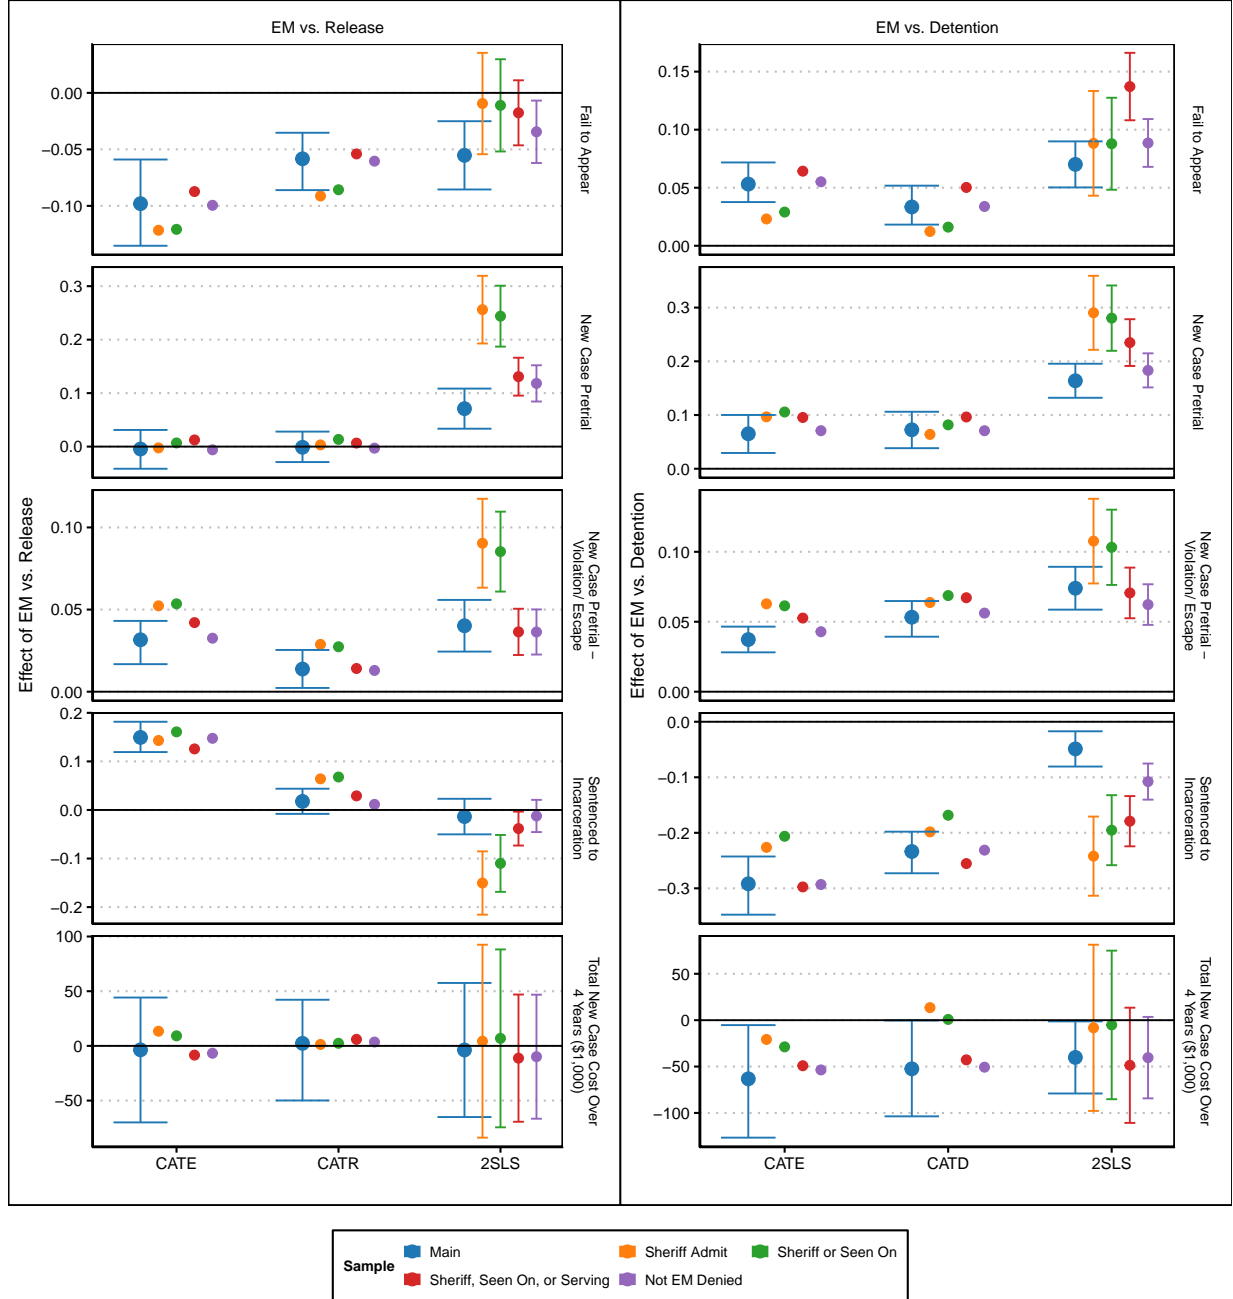 EM vs. Release
0.00
−0.05
−0.10
Fail to Appear
0.3
0.2
0.1
0.0
New Case Pretrial
0.10
0.05
0.00
New Case Pretrial −
Violation/ Escape
0.2
0.1
0.0
−0.1
−0.2
Sentenced to
Incarceration
100
50
0
−50
Total New Case Cost Over
4 Years ($1,000)
CATE CATR 2SLS
Effect of EM vs. Release
EM vs. Detention
0.15
0.10
0.05
0.00
Fail to Appear
0.3
0.2
0.1
0.0
New Case Pretrial
0.10
0.05
0.00
New Case Pretrial −
Violation/ Escape
0.0
−0.1
−0.2
−0.3
Sentenced to
Incarceration
50
0
−50
−100
Total New Case Cost Over
4 Years ($1,000)
CATE CATD 2SLS
Effect of EM vs. Detention
Sample
Main Sheriff Admit Sheriff or Seen On
Sheriff, Seen On, or Serving Not EM Denied